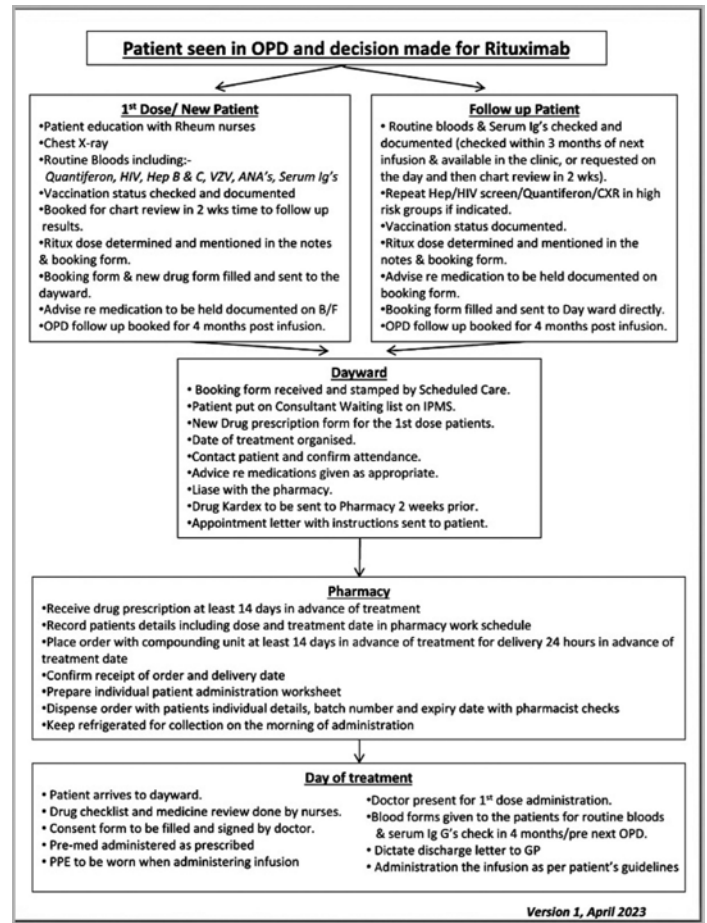 Patient seen in OPD and decision made for Rituximab
1st Dose/ New Patient
•Patient education with Rheum nurses
•Chest X-ray
•Routine Bloods including:-
Quantiferon, HIV, Hep B & C, VZV, ANA's, Serum Ig's
•Vaccination status checked and documented
•Booked for chart review in 2 wks time to follow up
results.
•Ritux dose determined and mentioned in the notes
& booking form.
•Booking form & new drug form filled and sent to the
dayward.
•Advise re medication to be held documented on B/F
•OPD follow up booked for 4 months post infusion.
Follow up Patient
• Routine bloods & Serum Ig's checked and
documented (checked within 3 months of next
infusion & available in the clinic, or requested on
the day and then chart review in 2 wks).
•Repeat Hep/HIV screen/Quantiferon/CXR in high
risk groups if indicated.
•Vaccination status documented.
•Ritux dose determined and mentioned in the
notes & booking form.
•Advise re medication to be held documented on
booking form.
•Booking form filled and sent to Day ward directly.
•OPD follow up booked for 4 months post infusion.
Dayward
• Booking form received and stamped by Scheduled Care.
•Patient put on Consultant Waiting list on IPMS.
•New Drug prescription form for the 1st dose patients.
•Date of treatment organised.
•Contact patient and confirm attendance.
•Advice re medications given as appropriate.
•Liase with the pharmacy.
•Drug Kardex to be sent to Pharmacy 2 weeks prior.
•Appointment letter with instructions sent to patient.
Pharmacy
•Receive drug prescription at least 14 days in advance of treatment
•Record patients details including dose and treatment date in pharmacy work schedule
•Place order with compounding unit at least 14 days in advance of treatment for delivery 24 hours in advance of
treatment date
•Confirm receipt of order and delivery date
•Prepare individual patient administration worksheet
•Dispense order with patients individual details, batch number and expiry date with pharmacist checks
•Keep refrigerated for collection on the morning of administration
Day of treatment
• Patient arrives to dayward.
• Drug checklist and medicine review done by nurses.
• Consent form to be filled and signed by doctor.
• Pre-med administered as prescribed
• PPE to be worn when administering infusion
•Doctor present for 1st dose administration.
•Blood forms given to the patients for routine bloods
& serum Ig G's check in 4 months/pre next OPD.
• Dictate discharge letter to GP
• Administration the infusion as per patient's guidelines
Version 1, April 2023